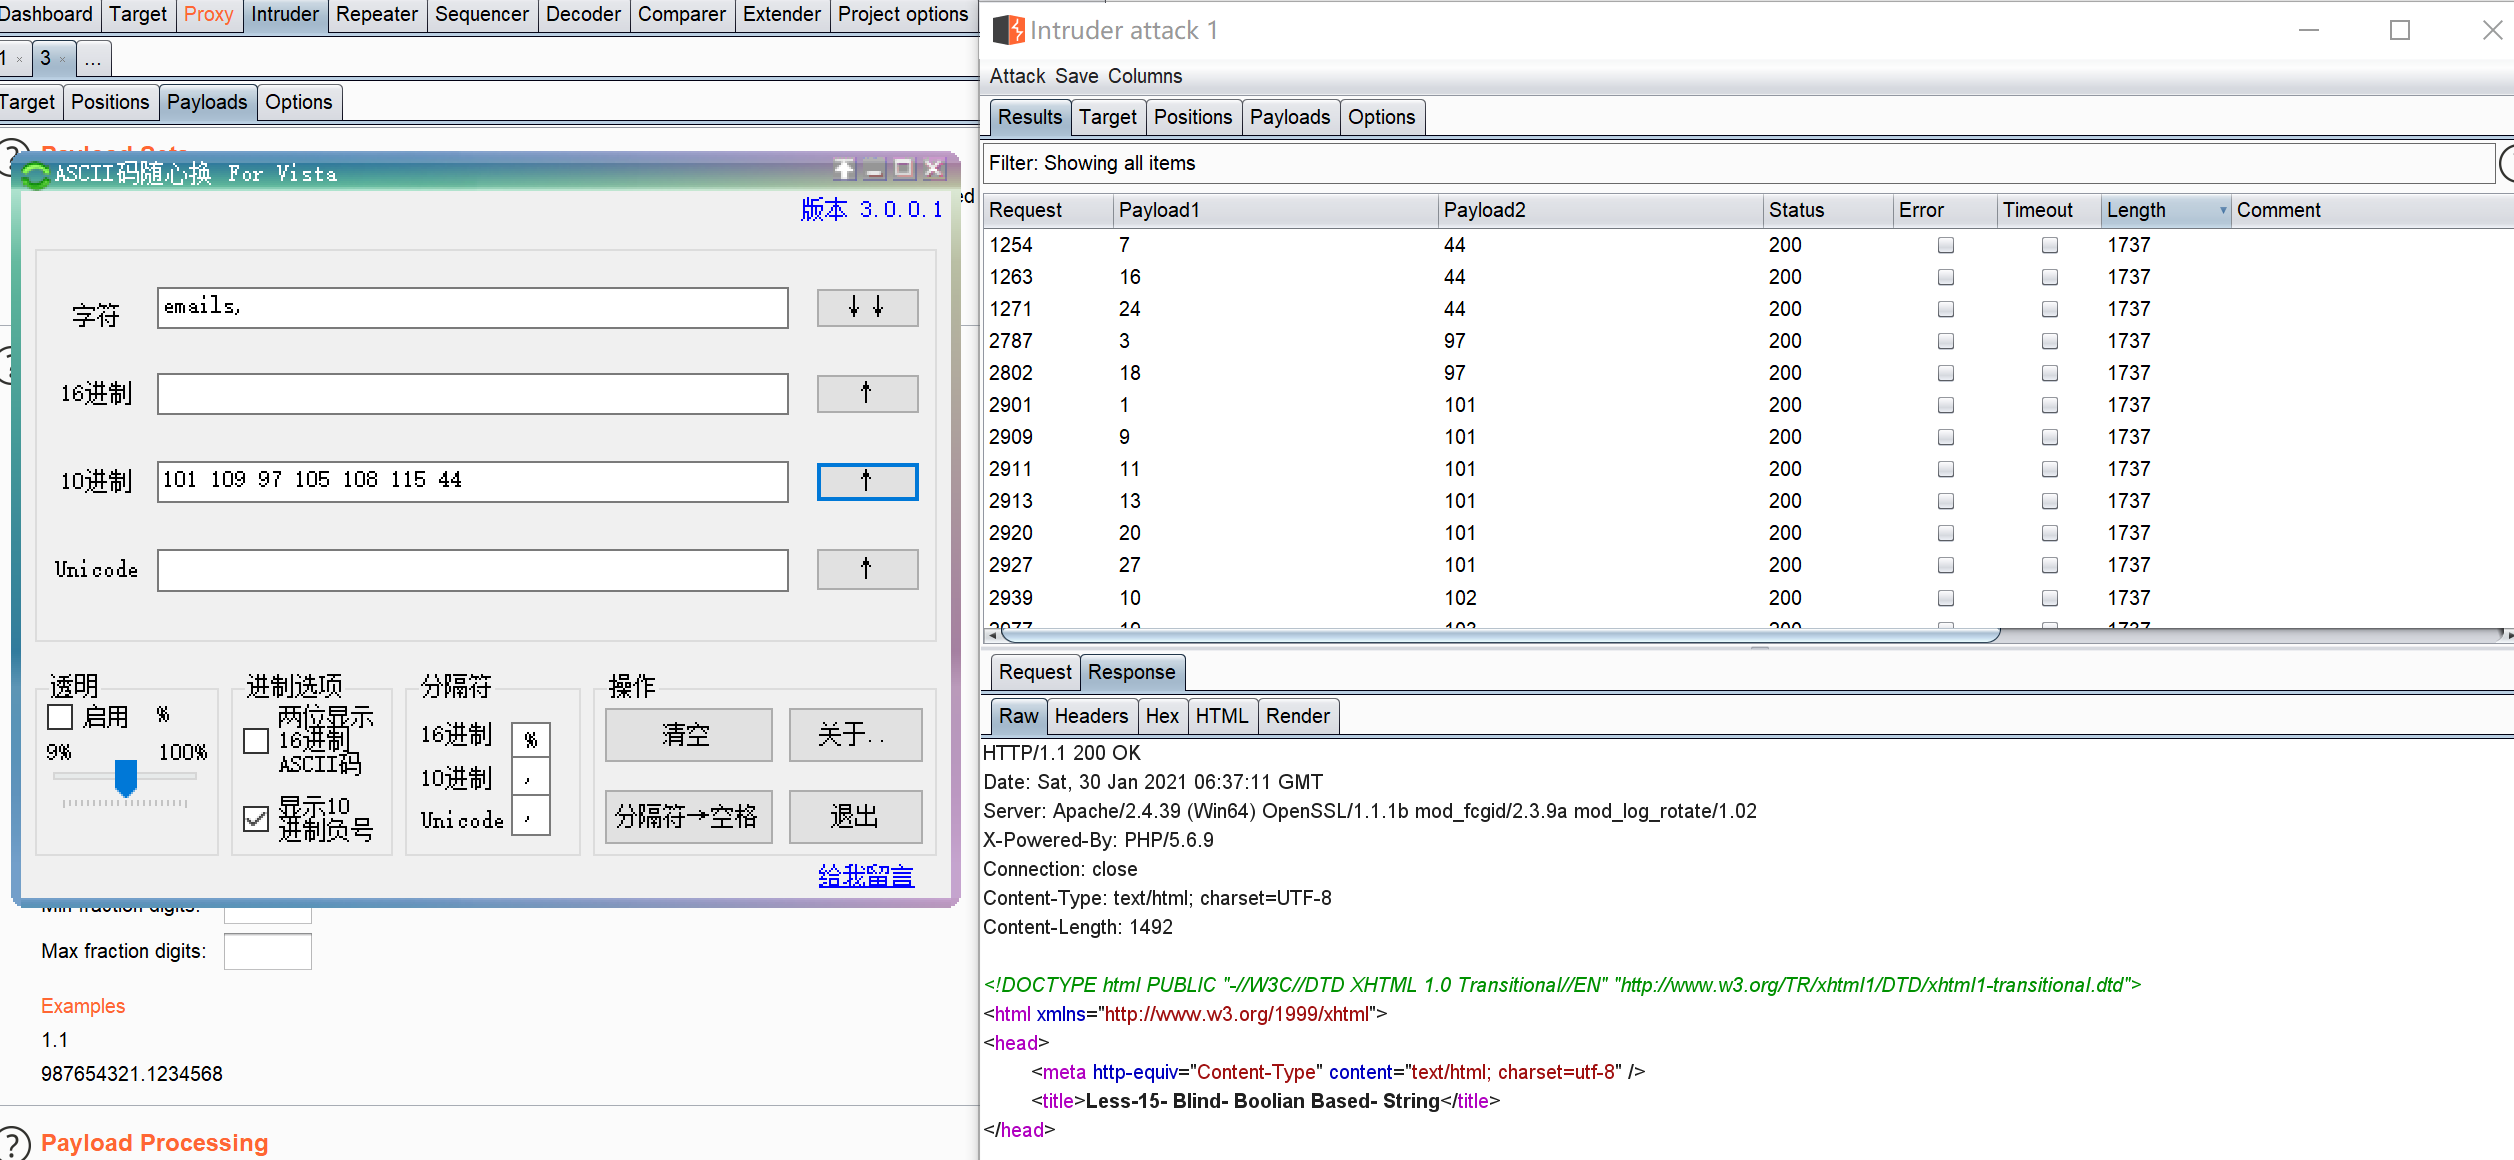 Dashboard Target Proxy Intruder Repeater Sequencer Decoder Comparer Extender Project options
1 × 3 × ...
Target Positions Payloads Options
ASCII码随心换 For Vista
版本 3.0.0.1
字符 emails, ↓ ↓
16进制 ↑
10进制 101 109 97 105 108 115 44 ↑
Unicode ↑
透明
启用 %
9% 100%
进制选项
两位显示
16进制
ASCII码
显示10
进制负号
分隔符
16进制 %
10进制 ,
Unicode ,
操作
清空 关于..
分隔符→空格 退出
给我留言
Max fraction digits:
Examples
1.1
987654321.1234568
Payload Processing
Intruder attack 1
Attack Save Columns
Results Target Positions Payloads Options
Filter: Showing all items
Request Payload1 Payload2 Status Error Timeout Length Comment
1254 7 44 200 1737
1263 16 44 200 1737
1271 24 44 200 1737
2787 3 97 200 1737
2802 18 97 200 1737
2901 1 101 200 1737
2909 9 101 200 1737
2911 11 101 200 1737
2913 13 101 200 1737
2920 20 101 200 1737
2927 27 101 200 1737
2939 10 102 200 1737
Request Response
Raw Headers Hex HTML Render
HTTP/1.1 200 OK
Date: Sat, 30 Jan 2021 06:37:11 GMT
Server: Apache/2.4.39 (Win64) OpenSSL/1.1.1b mod_fcgid/2.3.9a mod_log_rotate/1.02
X-Powered-By: PHP/5.6.9
Connection: close
Content-Type: text/html; charset=UTF-8
Content-Length: 1492
<!DOCTYPE html PUBLIC "-//W3C//DTD XHTML 1.0 Transitional//EN" "http://www.w3.org/TR/xhtml1/DTD/xhtml1-transitional.dtd">
<html xmlns="http://www.w3.org/1999/xhtml">
<head>
<meta http-equiv="Content-Type" content="text/html; charset=utf-8" />
<title>Less-15- Blind- Boolian Based- String</title>
</head>